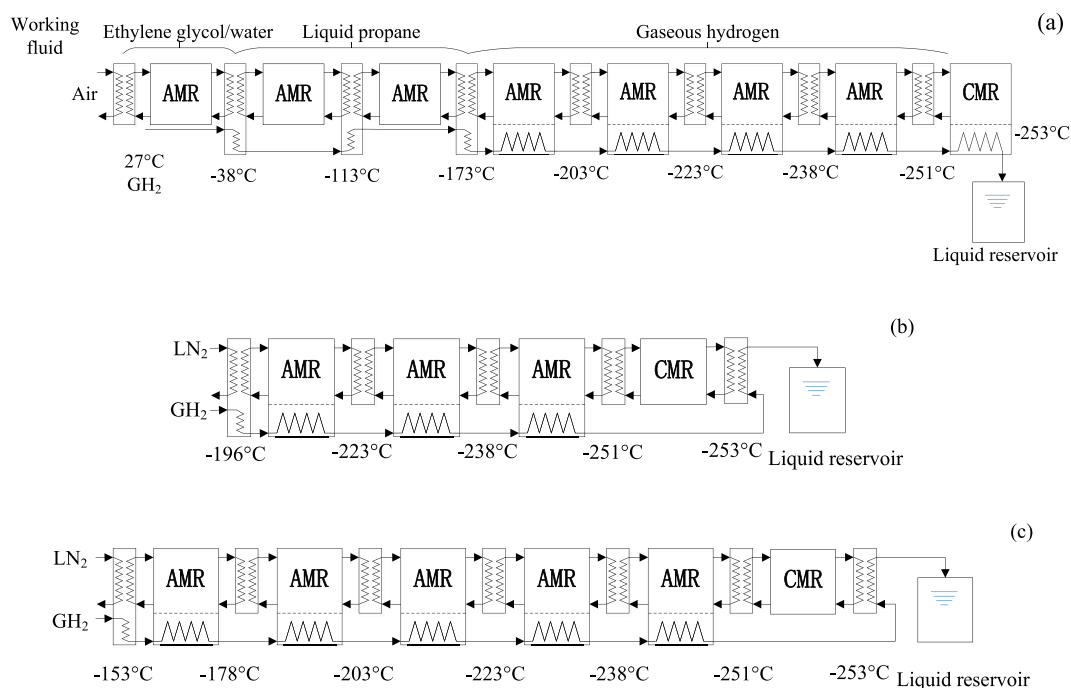 Working
fluid
Ethylene glycol/water
Liquid propane
Gaseous hydrogen
(a)
Air
AMR
AMR
AMR
AMR
AMR
AMR
AMR
CMR
27°C
GH₂
-38°C
-113°C
-173°C
-203°C
-223°C
-238°C
-251°C
-253°C
Liquid reservoir
(b)
LN₂
AMR
AMR
AMR
CMR
GH₂
-196°C
-223°C
-238°C
-251°C
-253°C
Liquid reservoir
(c)
LN₂
AMR
AMR
AMR
AMR
AMR
CMR
GH₂
-153°C
-178°C
-203°C
-223°C
-238°C
-251°C
-253°C
Liquid reservoir